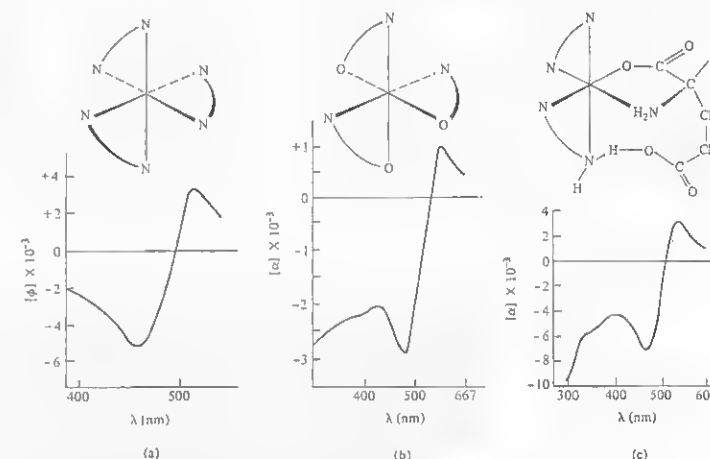 N
N
N
N
N
N
+4
+2
0
-2
-4
-6
[ϕ] X 10⁻³
400 500
λ (nm)
(a)
N
O
N
N
O
O
+1
0
-1
-2
+3
[α] X 10⁻³
400 500 667
λ (nm)
(b)
N
O
O
C
N
C
N
H₂N
N H O C
H
O
4
2
0
-2
-4
-6
-8
+10
[α] X 10⁻³
300 400 500
λ (nm)
(c)